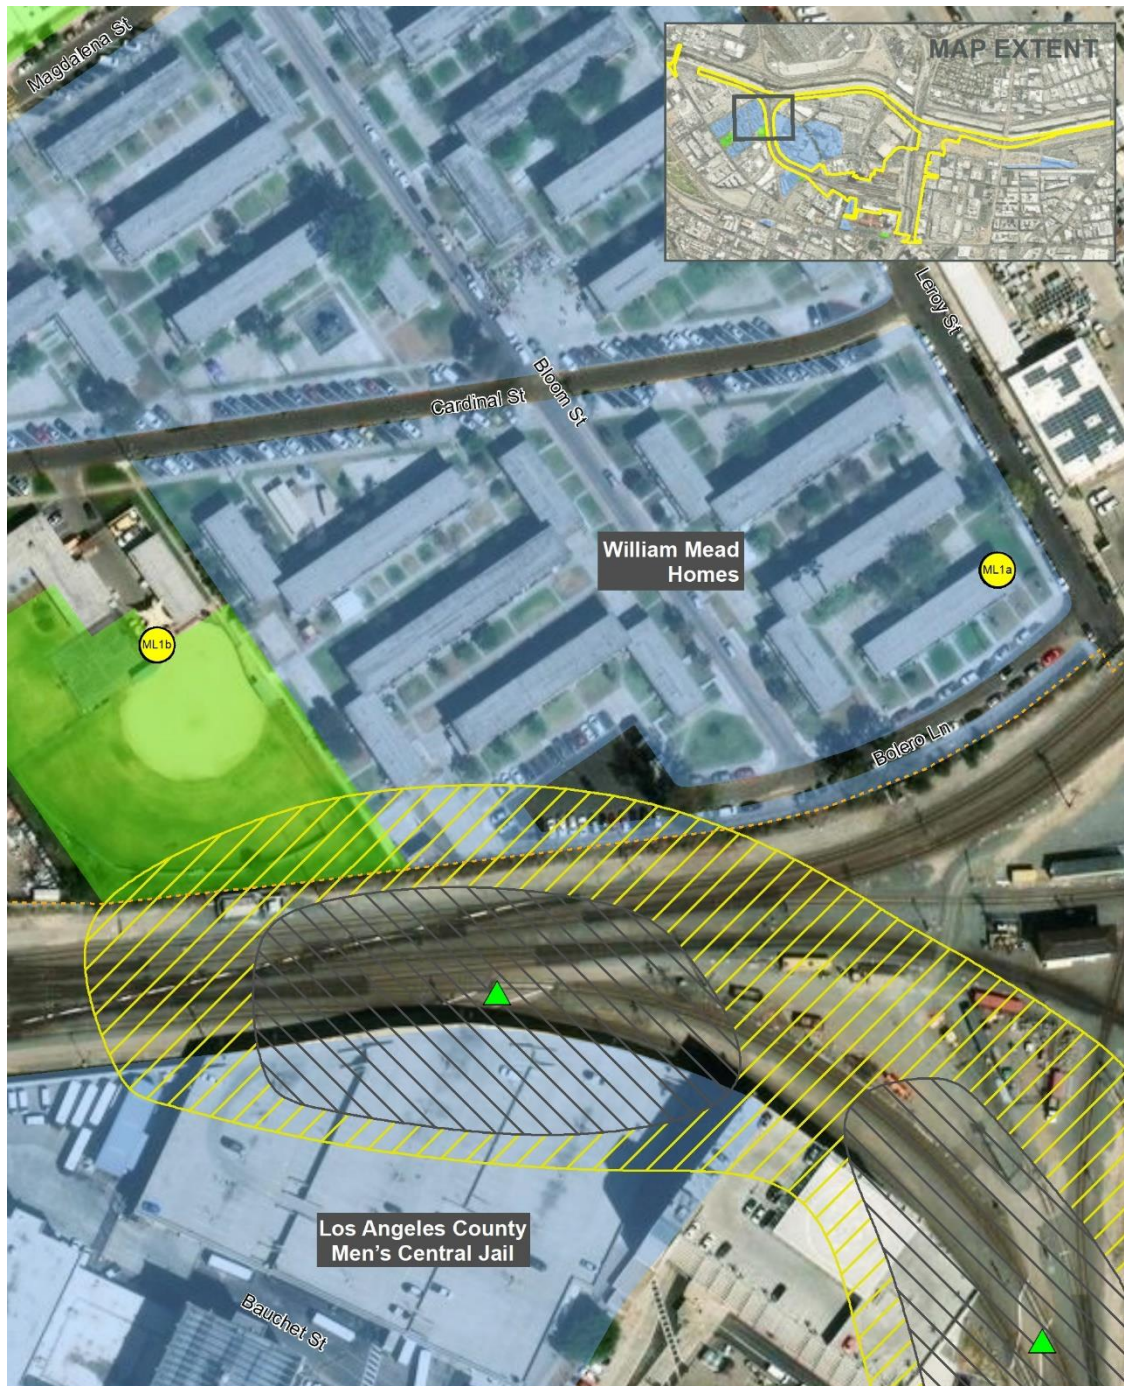 Magdalena St
MAP EXTENT
Leroy St
Bloom St
Cardinal St
William Mead
Homes
ML1a
ML1b
Bolero Ln
Los Angeles County
Men's Central Jail
Bauchet St